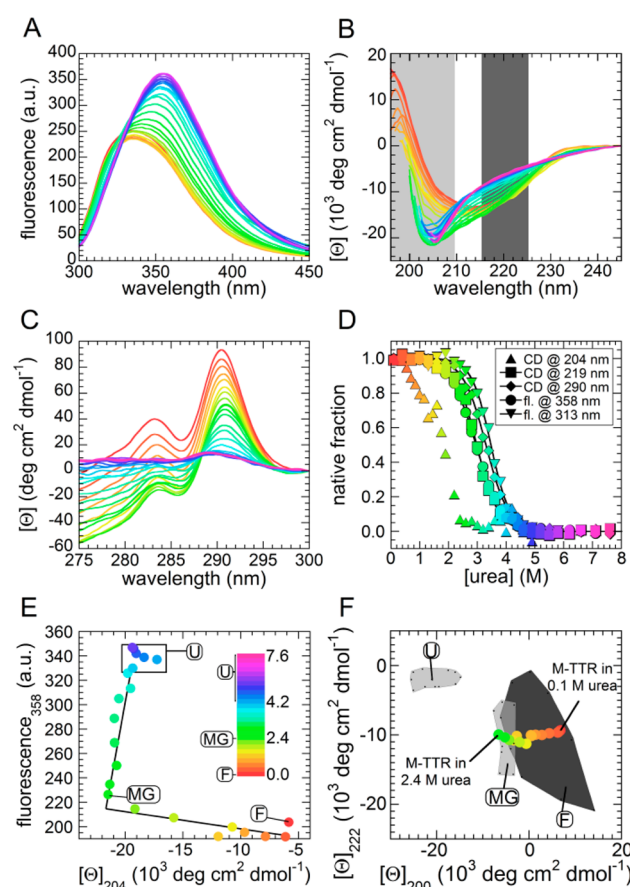 A
fluorescence (a.u.)
400
350
300
250
200
150
100
50
0
300
350
400
450
wavelength (nm)
B
[Θ] (10³ deg cm² dmol⁻¹)
20
10
0
-10
-20
200
210
220
230
240
wavelength (nm)
C
[Θ] (deg cm² dmol⁻¹)
100
80
60
40
20
0
-20
-40
-60
275
280
285
290
295
300
wavelength (nm)
D
native fraction
1.0
0.8
0.6
0.4
0.2
0.0
CD @ 204 nm
CD @ 219 nm
CD @ 290 nm
fl. @ 358 nm
fl. @ 313 nm
0 1 2 3 4 5 6 7 8
[urea] (M)
E
fluorescence₃₅₈ (a.u.)
360
340
320
300
280
260
240
220
200
U
U
MG
F
7.6
4.2
2.4
0.0
MG
F
-20
-15
-10
-5
[Θ]₂₀₄ (10³ deg cm² dmol⁻¹)
F
[Θ]₂₂₂ (10³ deg cm² dmol⁻¹)
0
-10
-20
-30
U
M-TTR in
0.1 M urea
M-TTR in
2.4 M urea
MG
F
-30
-20
-10
0
10
20
[Θ]₂₀₀ (10³ deg cm² dmol⁻¹)